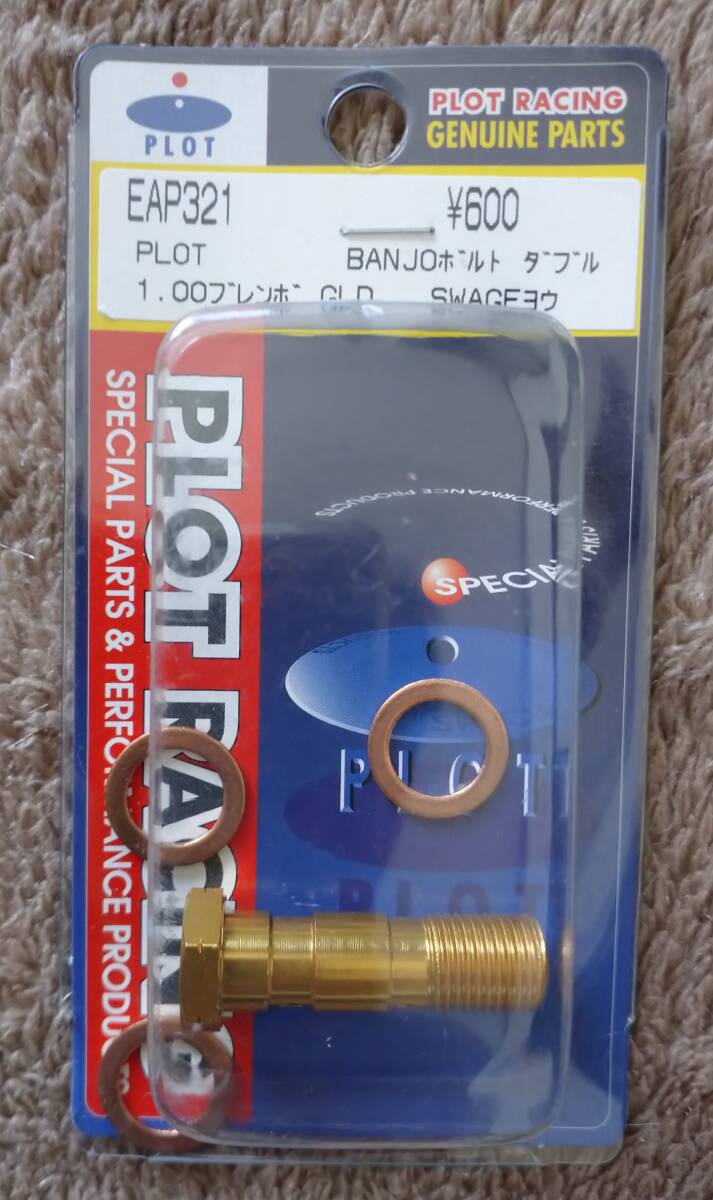 PLOT
PLOT RACING
GENUINE PARTS
EAP321 ¥600
PLOT BANJOボルト ダブル
1.00ブレンボ GLD SWAGEヨウ
PLOT RACING
SPECIAL PARTS & PERFORMANCE PRODUCTS
PERFORMANCE PRODUCTS
SPECIAL
PLOT